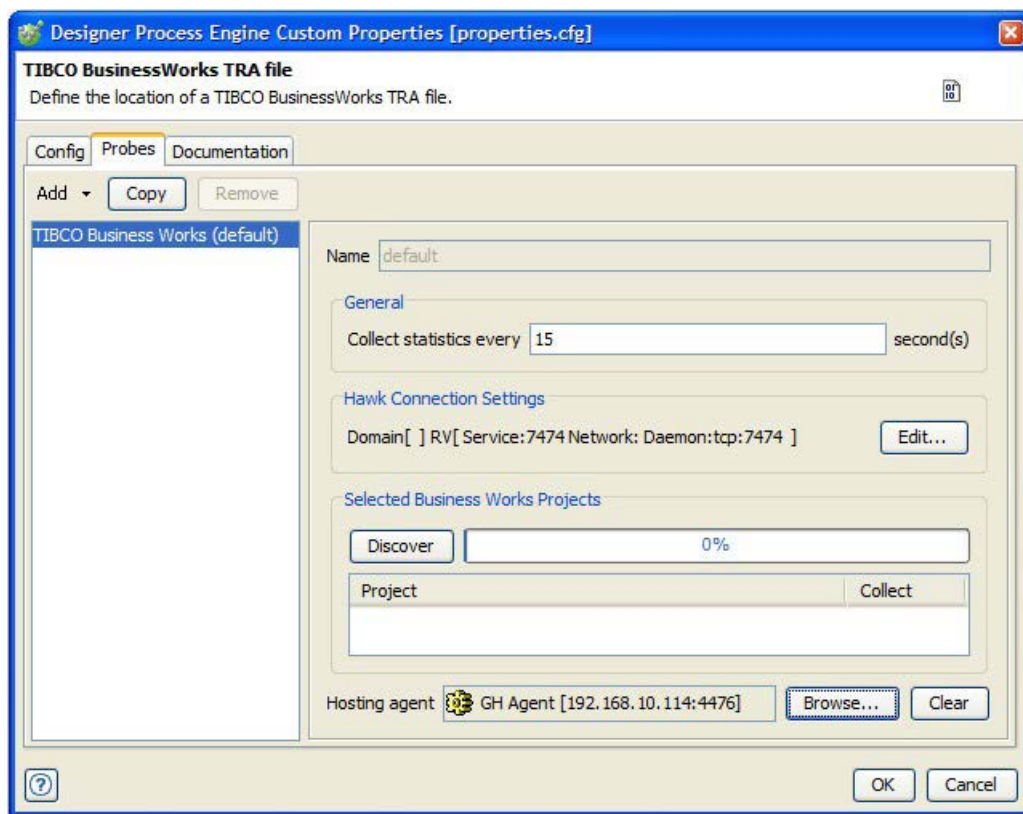 Designer Process Engine Custom Properties [properties.cfg]
TIBCO BusinessWorks TRA file
Define the location of a TIBCO BusinessWorks TRA file.
Config Probes Documentation
Add Copy Remove
TIBCO Business Works (default)
Name default
General
Collect statistics every 15 second(s)
Hawk Connection Settings
Domain[ ] RV[ Service:7474 Network: Daemon:tcp:7474 ] Edit...
Selected Business Works Projects
Discover 0%
Project Collect
Hosting agent GH Agent [192.168.10.114:4476] Browse... Clear
? OK Cancel